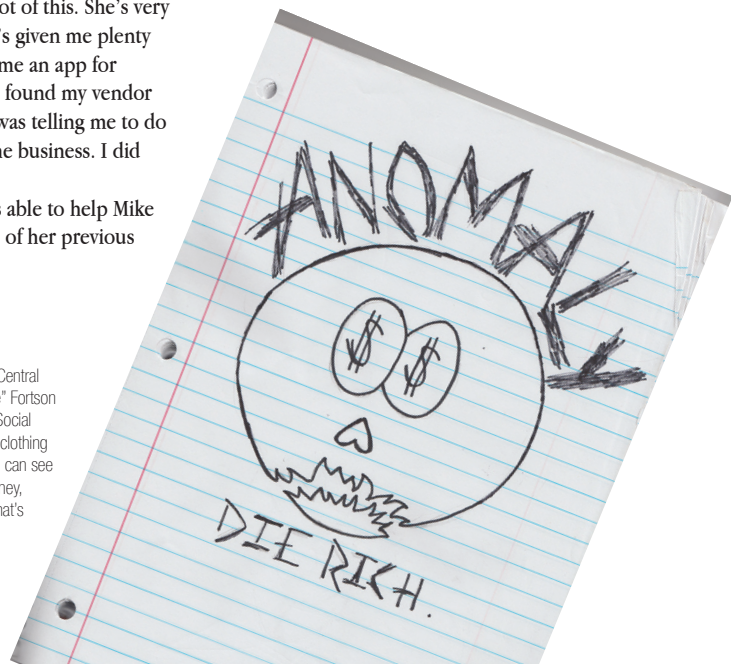 ot of this. She's very
's given me plenty
me an app for
found my vendor
was telling me to do
ne business. I did
s able to help Mike
of her previous
Central
" Fortson
Social
clothing
can see
ney,
hat's
ANOMALY
$ $
DIE RICH.